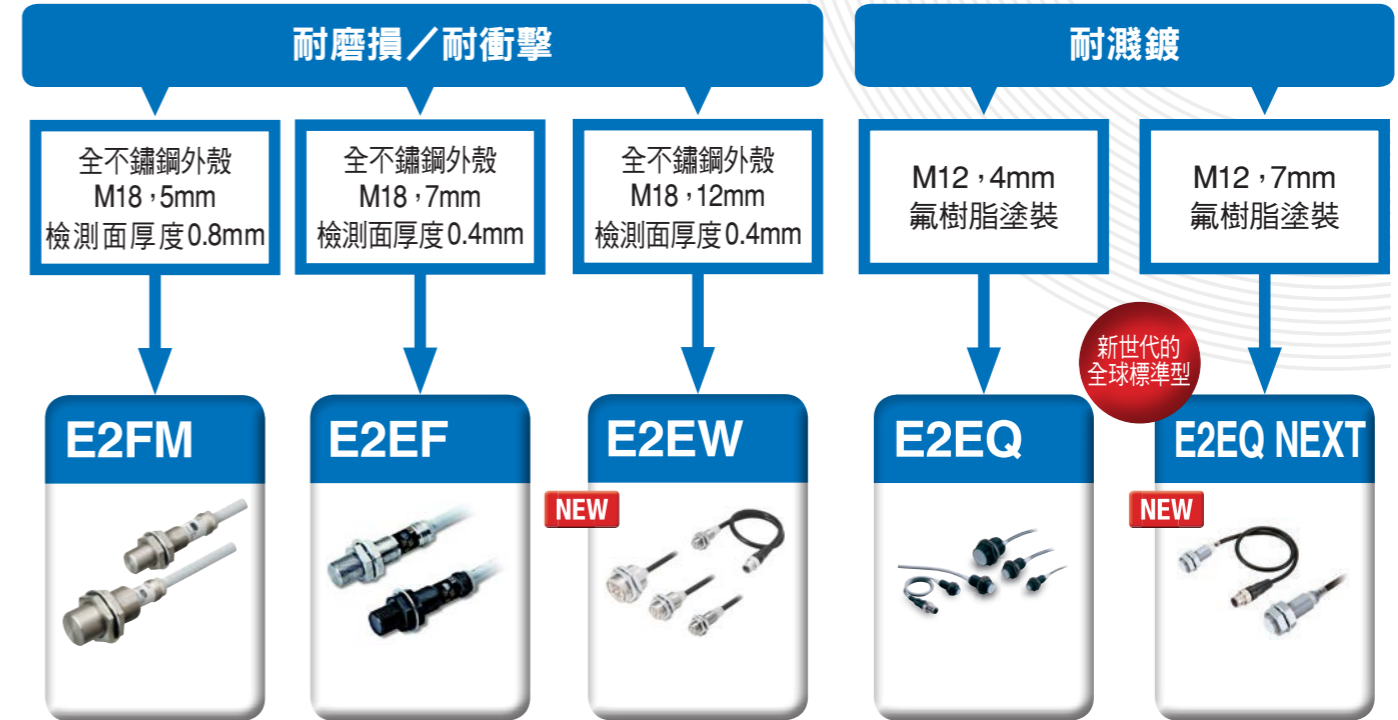 耐磨損／耐衝擊
耐濺鍍
全不鏽鋼外殼
M18，5mm
檢測面厚度0.8mm
全不鏽鋼外殼
M18，7mm
檢測面厚度0.4mm
全不鏽鋼外殼
M18，12mm
檢測面厚度0.4mm
M12，4mm
氟樹脂塗裝
M12，7mm
氟樹脂塗裝
新世代的
全球標準型
E2FM
E2EF
E2EW
NEW
E2EQ
E2EQ NEXT
NEW